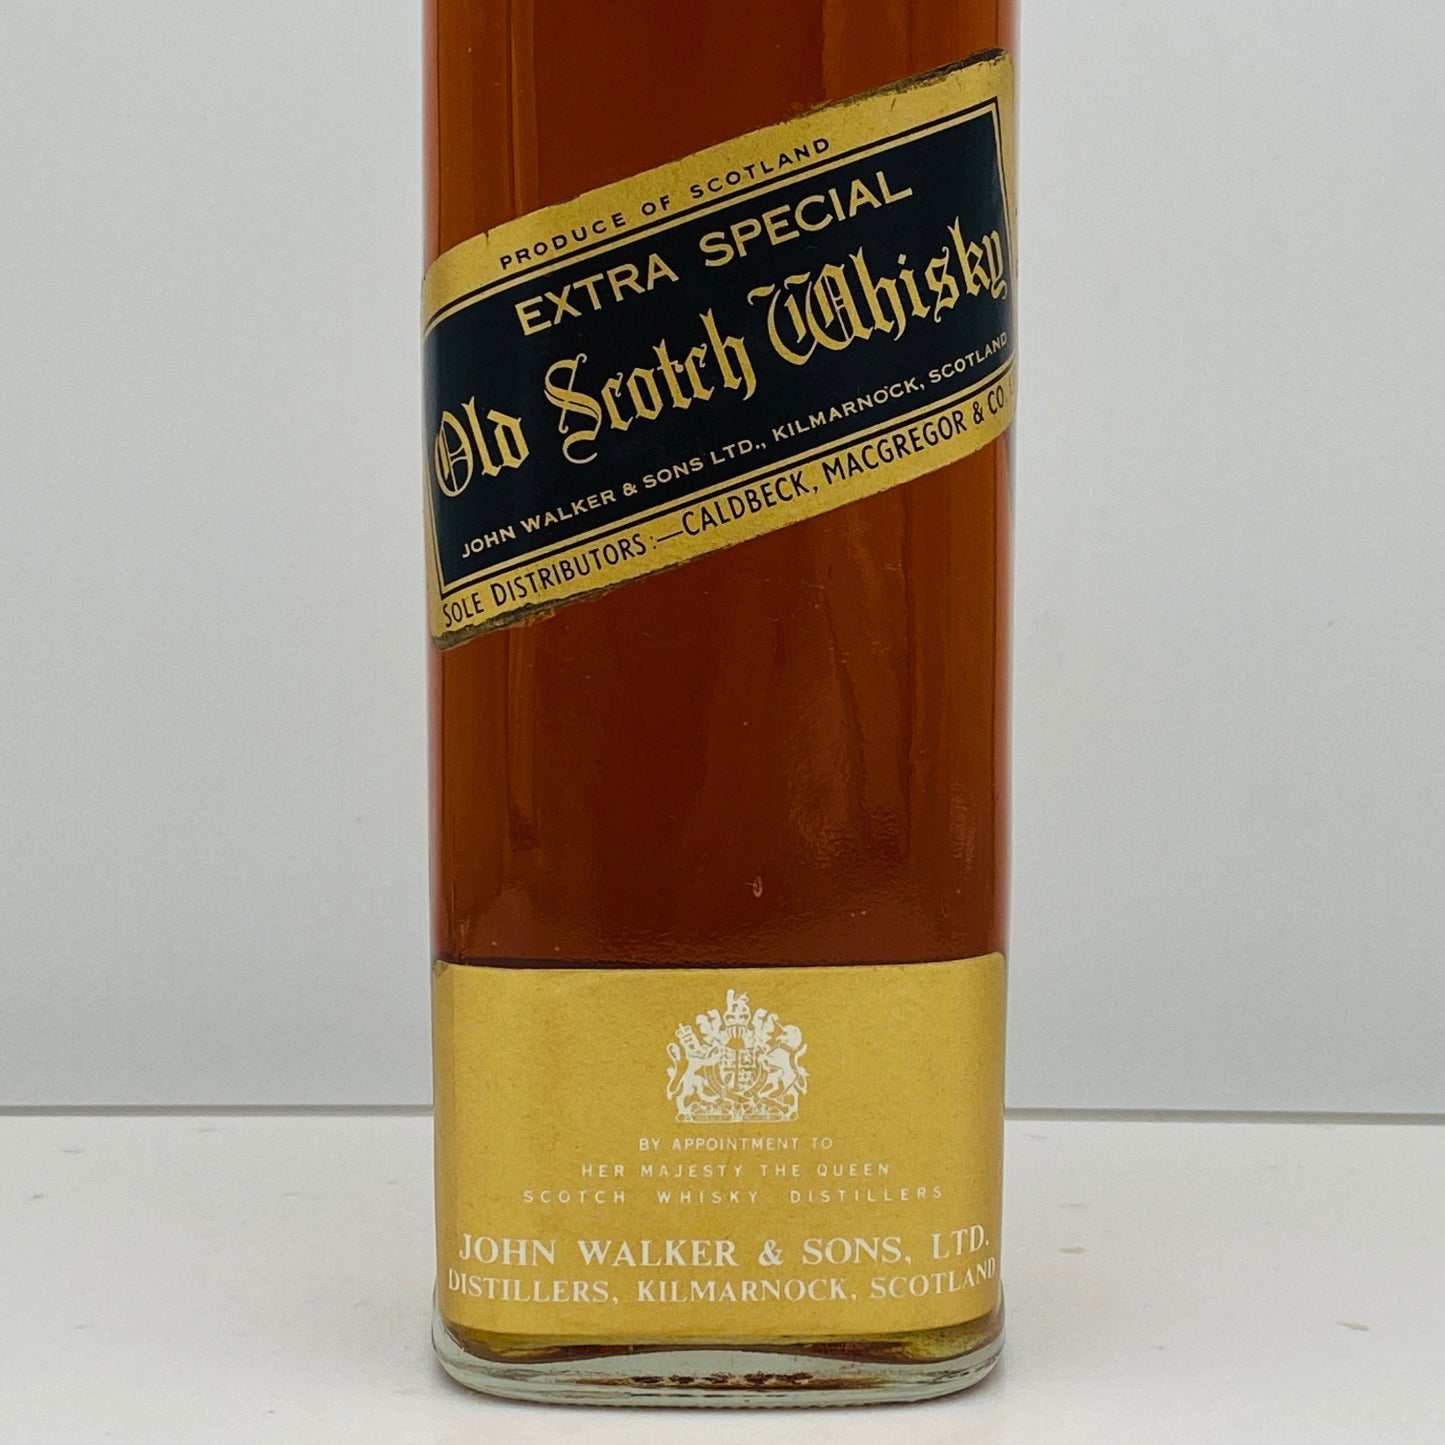 PRODUCE OF SCOTLAND
EXTRA SPECIAL
Old Scotch Whisky
JOHN WALKER & SONS LTD., KILMARNOCK, SCOTLAND
SOLE DISTRIBUTORS:—CALDBECK, MACGREGOR & CO.
BY APPOINTMENT TO
HER MAJESTY THE QUEEN
SCOTCH WHISKY DISTILLERS
JOHN WALKER & SONS, LTD.
DISTILLERS, KILMARNOCK, SCOTLAND